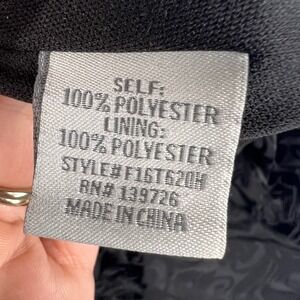 SELF:
100% POLYESTER
LINING:
100% POLYESTER
STYLE# F16T620H
RN# 139726
MADE IN CHINA